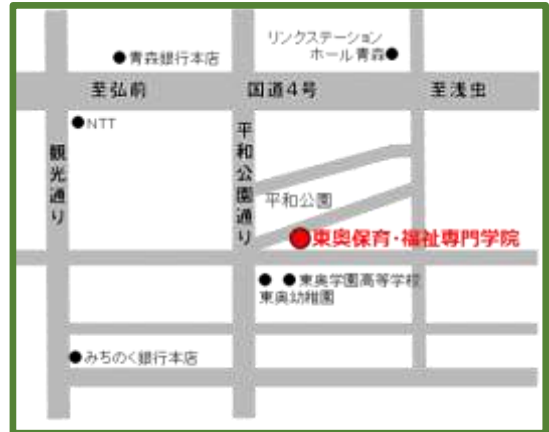 リンクステーション
ホール青森
青森銀行本店
至弘前
国道4号
至浅虫
NTT
観光通り
平和公園通り
平和公園
東奥保育・福祉専門学院
東奥学園高等学校
東奥幼稚園
みちのく銀行本店